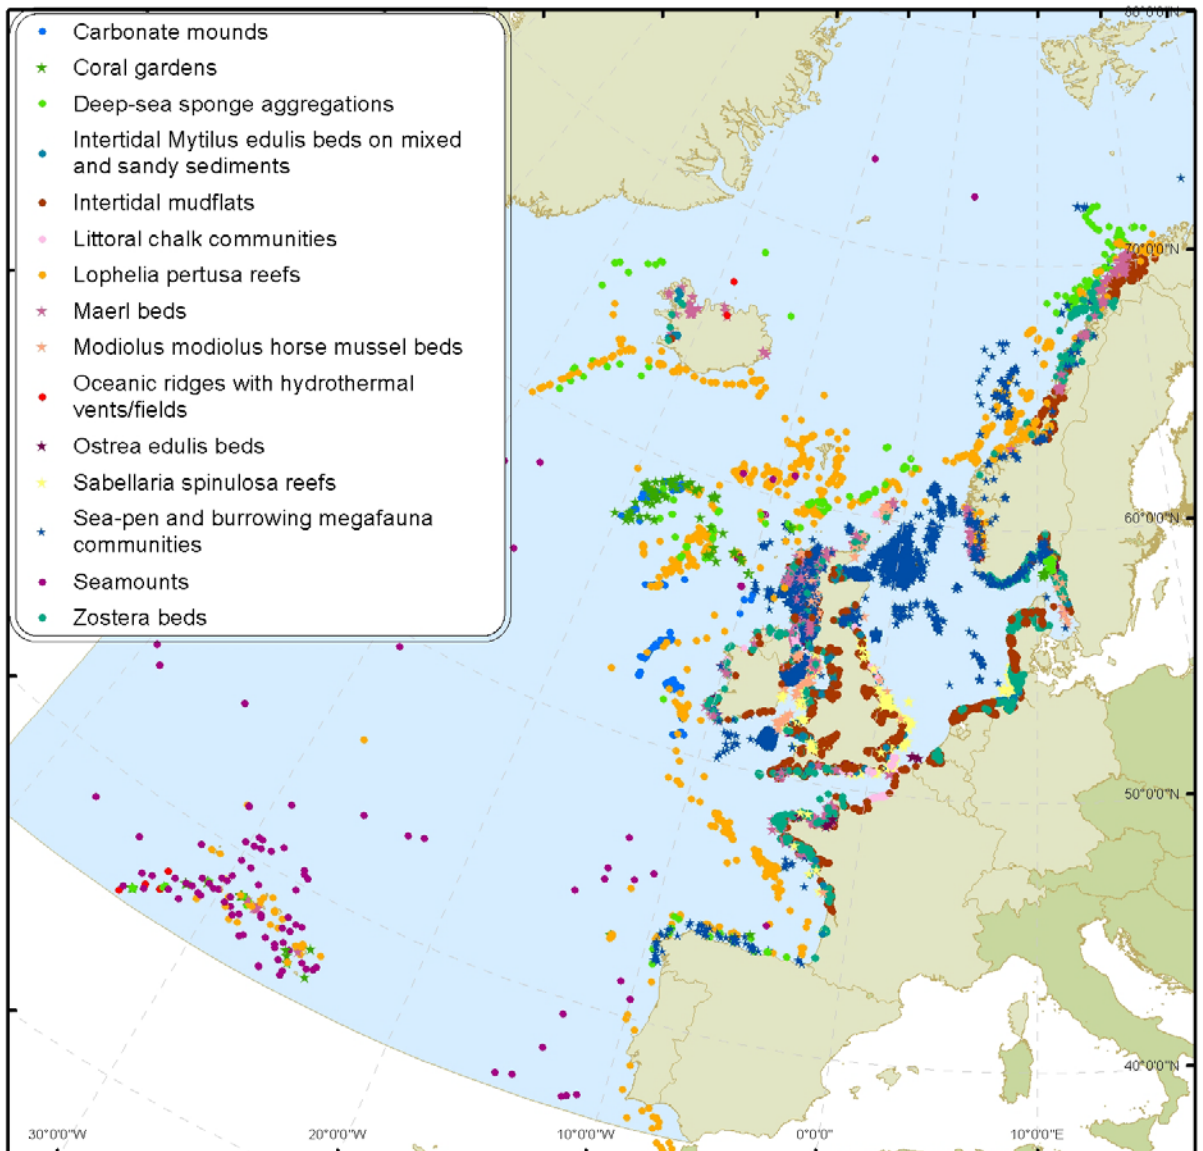 80°0'0"N
Carbonate mounds
Coral gardens
Deep-sea sponge aggregations
Intertidal Mytilus edulis beds on mixed
and sandy sediments
Intertidal mudflats
Littoral chalk communities
Lophelia pertusa reefs
Maerl beds
Modiolus modiolus horse mussel beds
Oceanic ridges with hydrothermal
vents/fields
Ostrea edulis beds
Sabellaria spinulosa reefs
Sea-pen and burrowing megafauna
communities
Seamounts
Zostera beds
70°0'0"N
60°0'0"N
50°0'0"N
40°0'0"N
30°0'0"W
20°0'0"W
10°0'0"W
0°0'0"
10°0'0"E